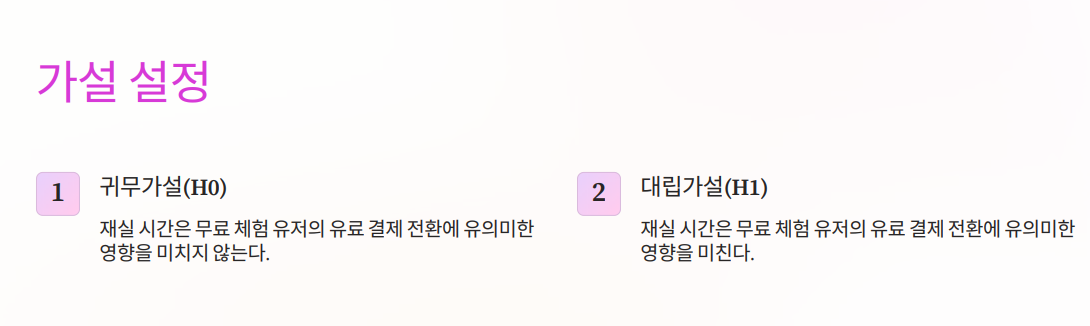 가설 설정
1
귀무가설(H0)
재실 시간은 무료 체험 유저의 유료 결제 전환에 유의미한
영향을 미치지 않는다.
2
대립가설(H1)
재실 시간은 무료 체험 유저의 유료 결제 전환에 유의미한
영향을 미친다.